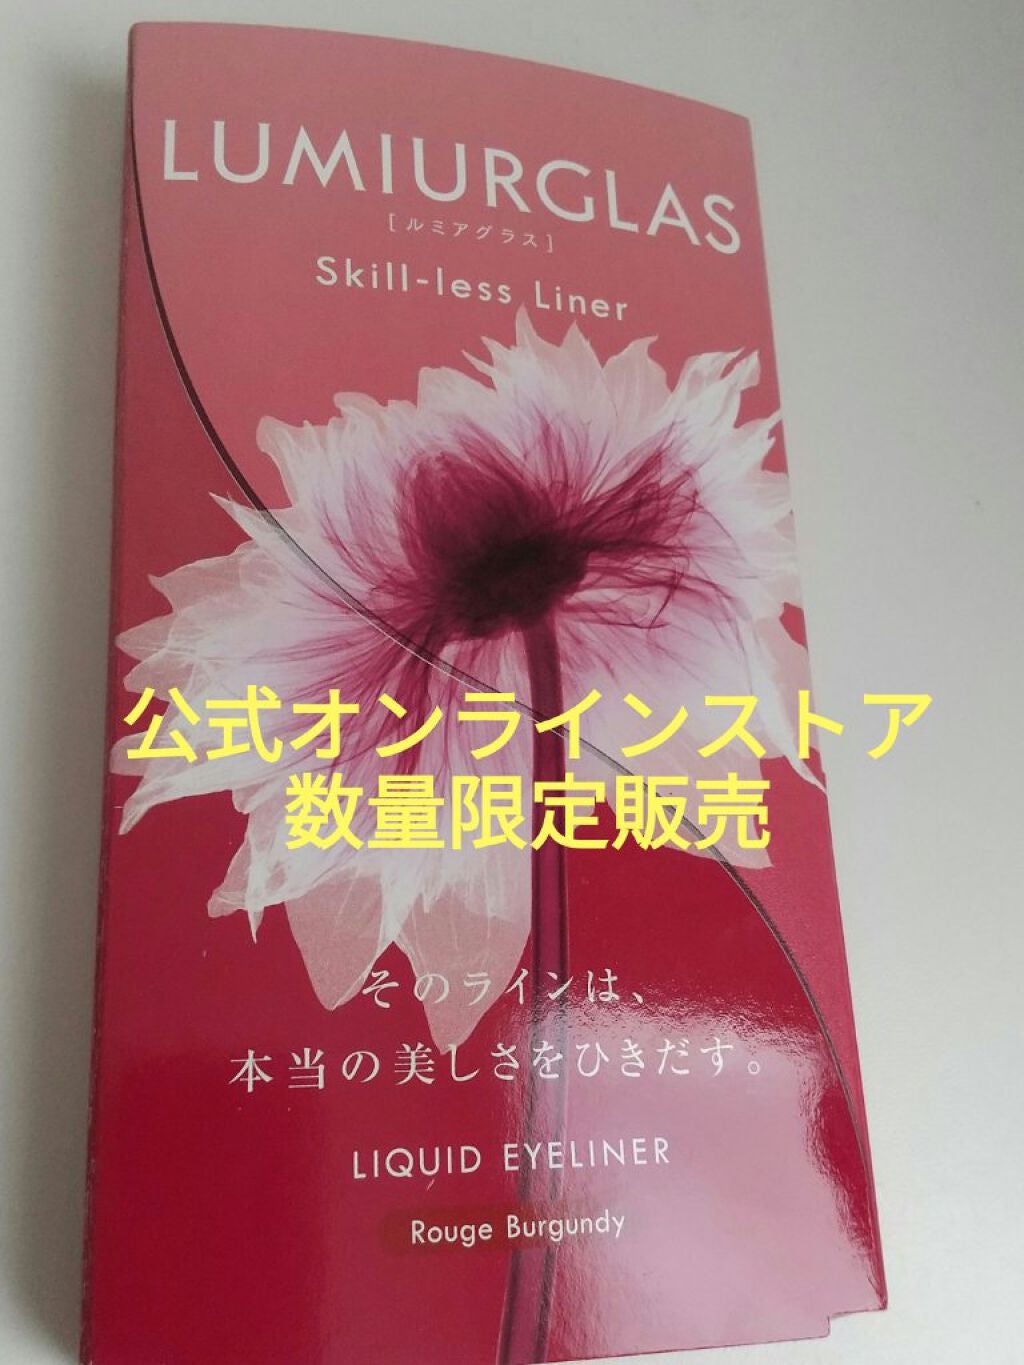 LUMIURGLAS
[ルミアグラス]
Skill-less Liner
公式オンラインストア
数量限定販売
そのラインは、
本当の美しさをひきだす。
LIQUID EYELINER
Rouge Burgundy